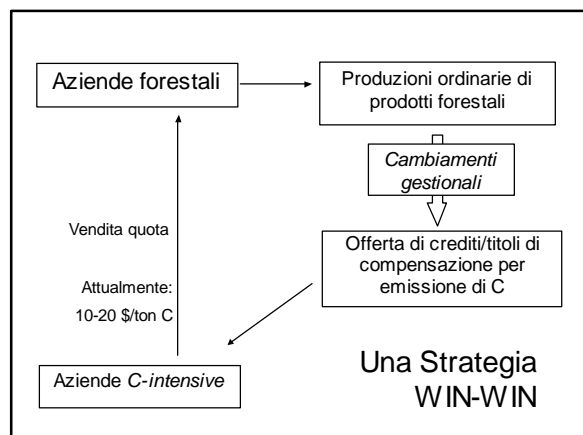 Aziende forestali
Produzioni ordinarie di
prodotti forestali
Cambiamenti
gestionali
Offerta di crediti/titoli di
compensazione per
emissione di C
Vendita quota
Attualmente:
10-20 $/ton C
Aziende C-intensive
Una Strategia
WIN-WIN